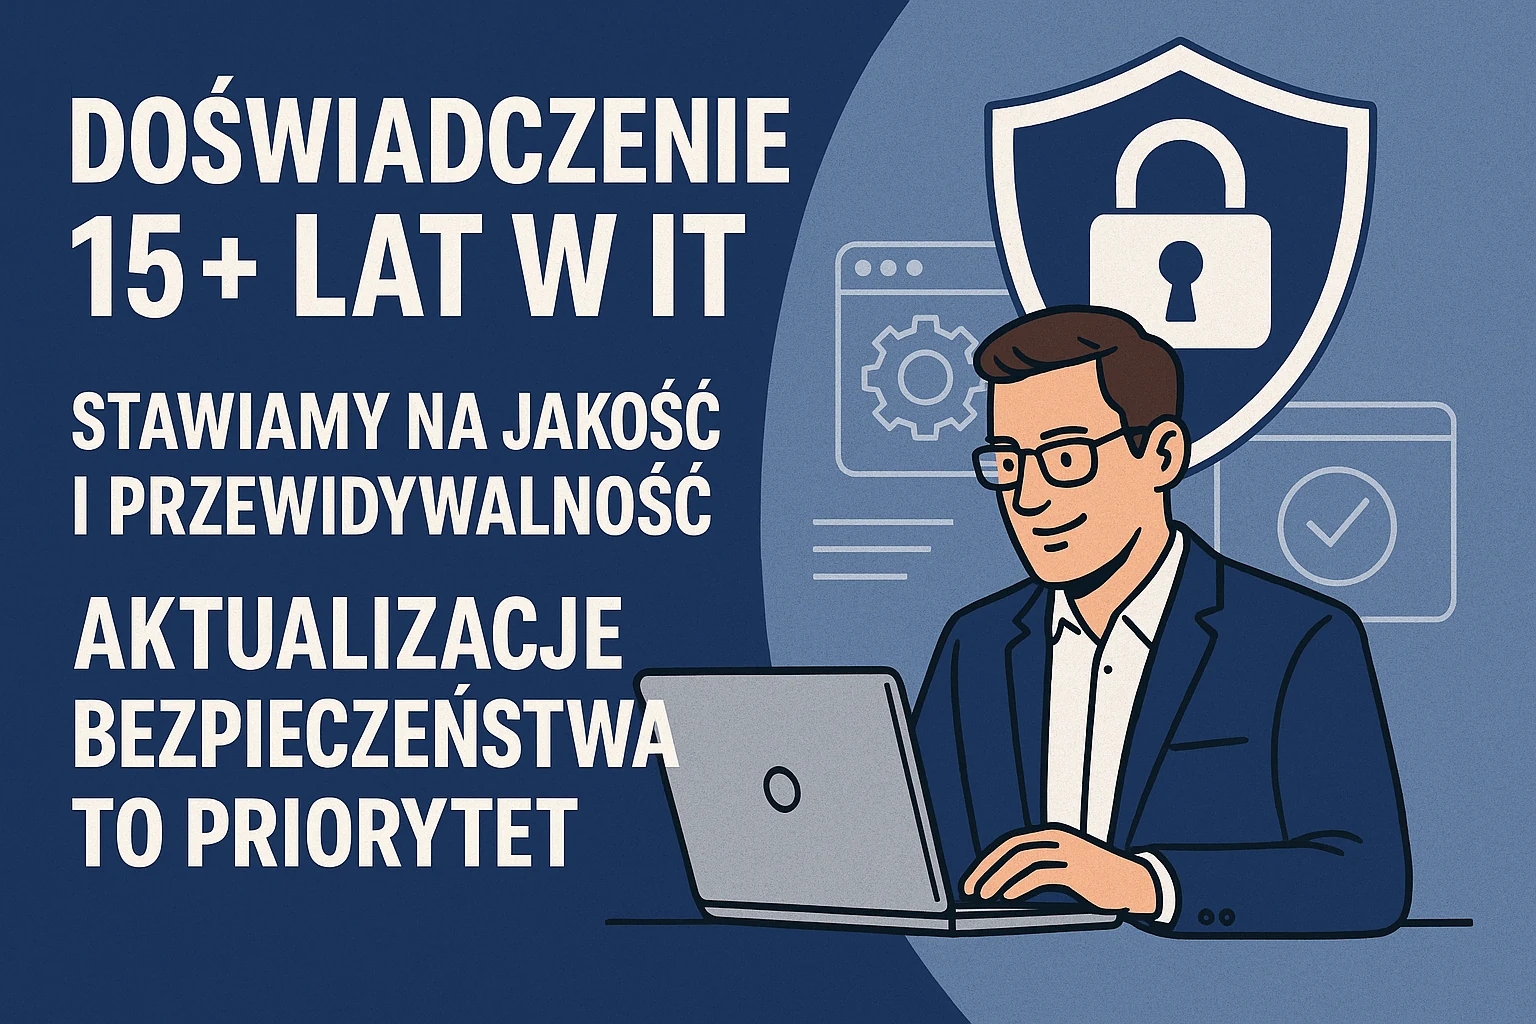 DOŚWIADCZENIE
15+ LAT W IT
STAWIAMY NA JAKOŚĆ
I PRZEWIDYWALNOŚĆ
AKTUALIZACJE
BEZPIECZEŃSTWA
TO PRIORYTET